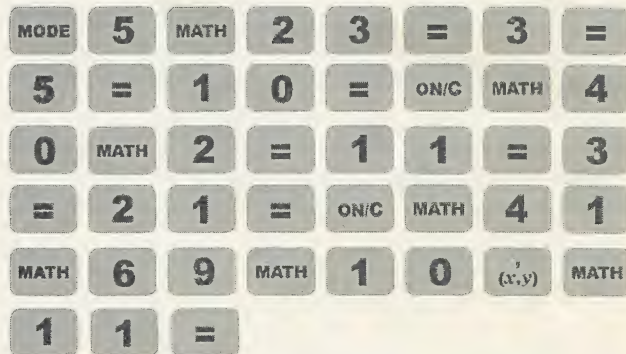 MODE 5 MATH 2 3 = 3 =
5 = 1 0 = ON/C MATH 4
0 MATH 2 = 1 1 = 3
= 2 1 = ON/C MATH 4 1
MATH 6 9 MATH 1 0 , (x,y) MATH
1 1 =